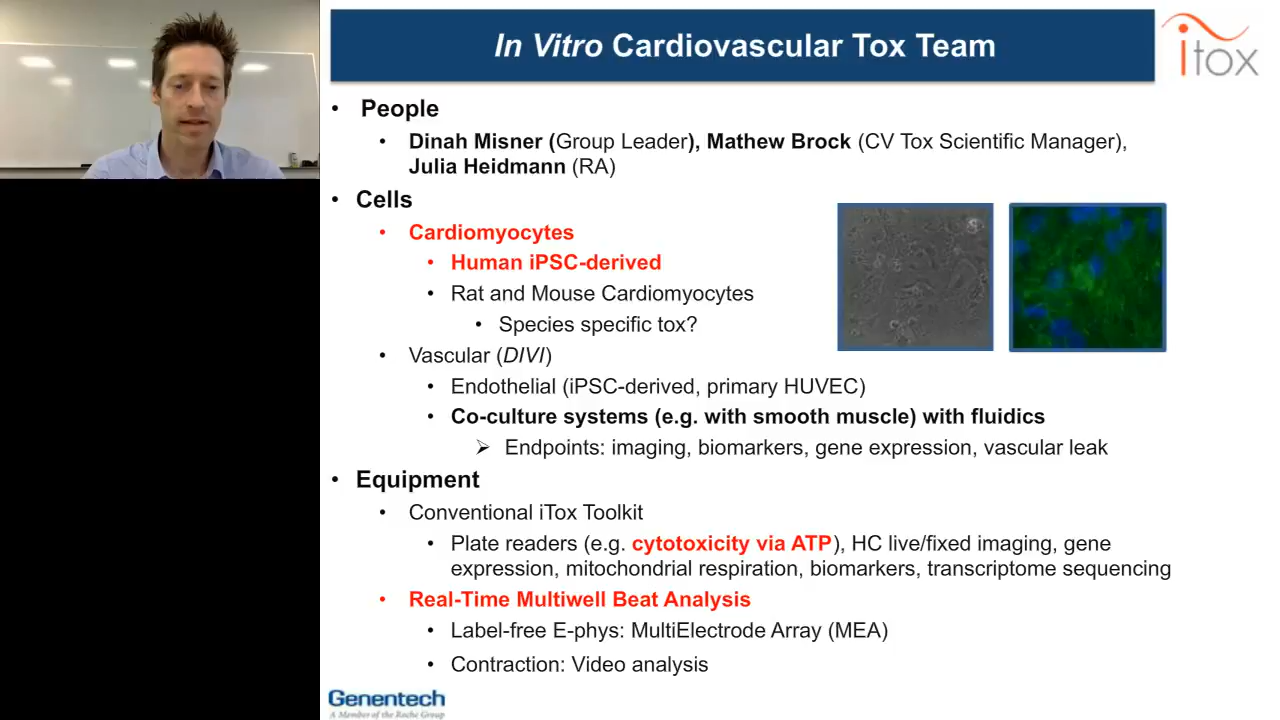 In Vitro Cardiovascular Tox Team
itox
• People
• Dinah Misner (Group Leader), Mathew Brock (CV Tox Scientific Manager),
Julia Heidmann (RA)
• Cells
• Cardiomyocytes
• Human iPSC-derived
• Rat and Mouse Cardiomyocytes
• Species specific tox?
• Vascular (DIVI)
• Endothelial (iPSC-derived, primary HUVEC)
• Co-culture systems (e.g. with smooth muscle) with fluidics
➢ Endpoints: imaging, biomarkers, gene expression, vascular leak
• Equipment
• Conventional iTox Toolkit
• Plate readers (e.g. cytotoxicity via ATP), HC live/fixed imaging, gene
expression, mitochondrial respiration, biomarkers, transcriptome sequencing
• Real-Time Multiwell Beat Analysis
• Label-free E-phys: MultiElectrode Array (MEA)
• Contraction: Video analysis
Genentech
A Member of the Roche Group